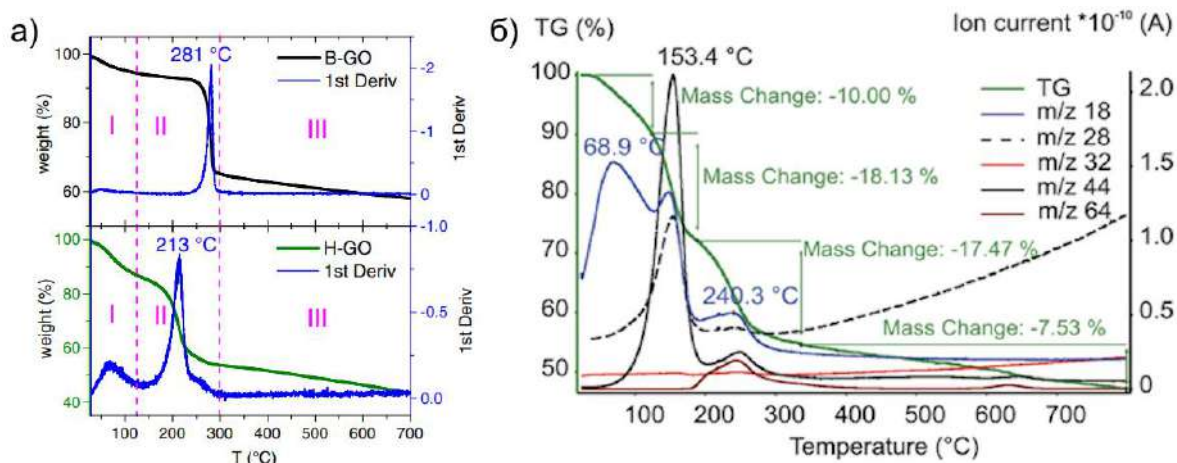 а)
281 °C
B-GO
1st Deriv
I
II
III
100
80
60
weight (%)
-2
-1
0
1st Deriv
213 °C
H-GO
1st Deriv
I
II
III
100
80
60
40
weight (%)
-1.0
-0.5
0.0
1st Deriv
100 200 300 400 500 600 700
T (°C)
б)
TG (%)
Ion current *10⁻¹⁰ (A)
153.4 °C
100
90
80
70
60
50
2.0
1.5
1.0
0.5
0
Mass Change: -10.00 %
68.9 °C
Mass Change: -18.13 %
Mass Change: -17.47 %
240.3 °C
Mass Change: -7.53 %
TG
m/z 18
m/z 28
m/z 32
m/z 44
m/z 64
100 200 300 400 500 600 700
Temperature (°C)